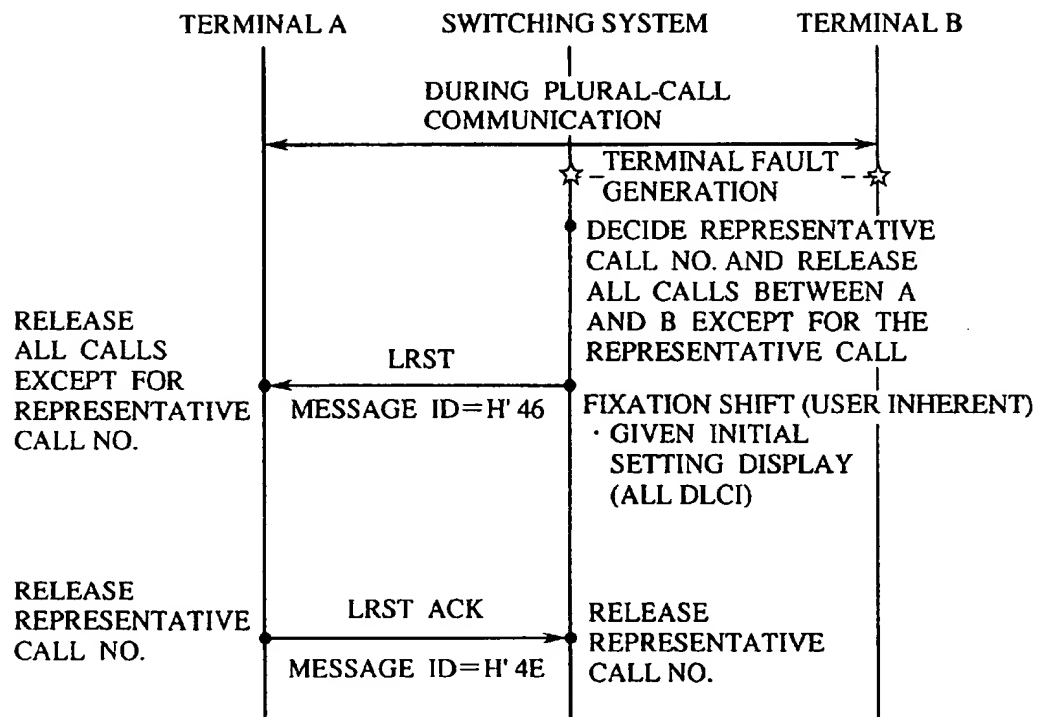 TERMINAL A SWITCHING SYSTEM TERMINAL B
DURING PLURAL-CALL
COMMUNICATION
TERMINAL FAULT
GENERATION
DECIDE REPRESENTATIVE
CALL NO. AND RELEASE
ALL CALLS BETWEEN A
AND B EXCEPT FOR THE
REPRESENTATIVE CALL
RELEASE
ALL CALLS
EXCEPT FOR
REPRESENTATIVE
CALL NO.
LRST
MESSAGE ID=H' 46
FIXATION SHIFT (USER INHERENT)
· GIVEN INITIAL
SETTING DISPLAY
(ALL DLCI)
RELEASE
REPRESENTATIVE
CALL NO.
LRST ACK
MESSAGE ID=H' 4E
RELEASE
REPRESENTATIVE
CALL NO.